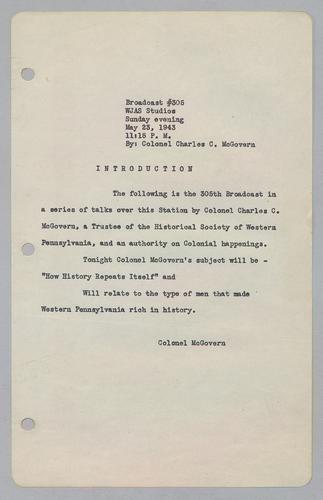 Broadcast #305
WJAS Studios
Sunday evening
May 23, 1943
11:15 P. M.
By: Colonel Charles C. McGovern
INTRODUCTION
The following is the 305th Broadcast in
a series of talks over this Station by Colonel Charles C.
McGovern, a Trustee of the Historical Society of Western
Pennsylvania, and an authority on Colonial happenings.
Tonight Colonel McGovern's subject will be -
"How History Repeats Itself" and
Will relate to the type of men that made
Western Pennsylvania rich in history.
Colonel McGovern